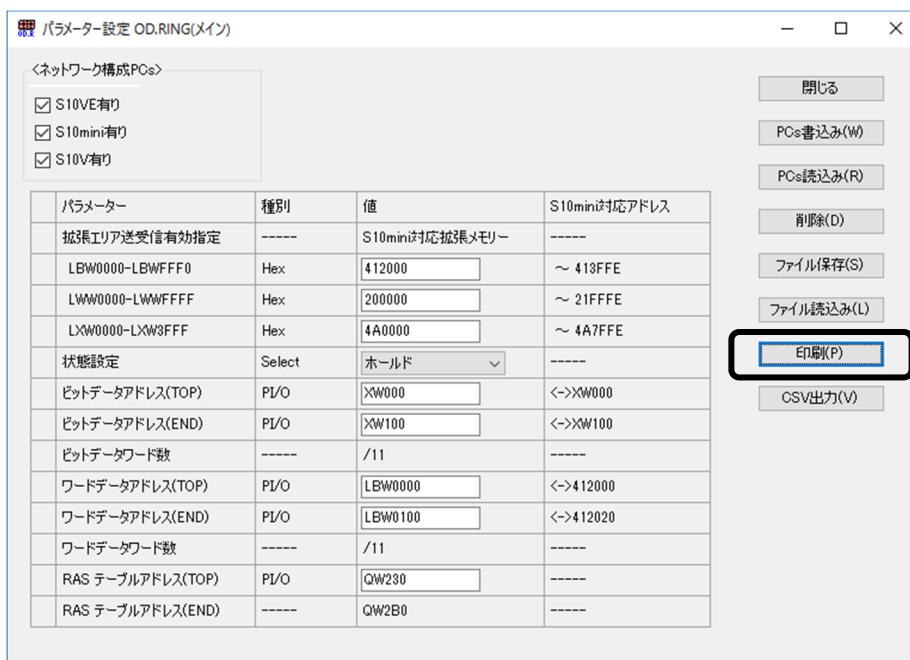 OD.R
パラメーター設定 OD.RING(メイン)
<ネットワーク構成PCs>
S10VE有り
S10mini有り
S10V有り
閉じる
PCs書込み(W)
PCs読込み(R)
削除(D)
ファイル保存(S)
ファイル読込み(L)
印刷(P)
CSV出力(V)
パラメーター 種別 値 S10mini対応アドレス
拡張エリア送受信有効指定 ----- S10mini対応拡張メモリー -----
LBW0000-LBWFFF0 Hex 412000 ～ 413FFE
LWW0000-LWWFFFF Hex 200000 ～ 21FFFE
LXW0000-LXW3FFF Hex 4A0000 ～ 4A7FFE
状態設定 Select ホールド -----
ビットデータアドレス(TOP) PI/O XW000 <->XW000
ビットデータアドレス(END) PI/O XW100 <->XW100
ビットデータワード数 ----- /11 -----
ワードデータアドレス(TOP) PI/O LBW0000 <->412000
ワードデータアドレス(END) PI/O LBW0100 <->412020
ワードデータワード数 ----- /11 -----
RAS テーブルアドレス(TOP) PI/O QW230 -----
RAS テーブルアドレス(END) ----- QW2B0 -----